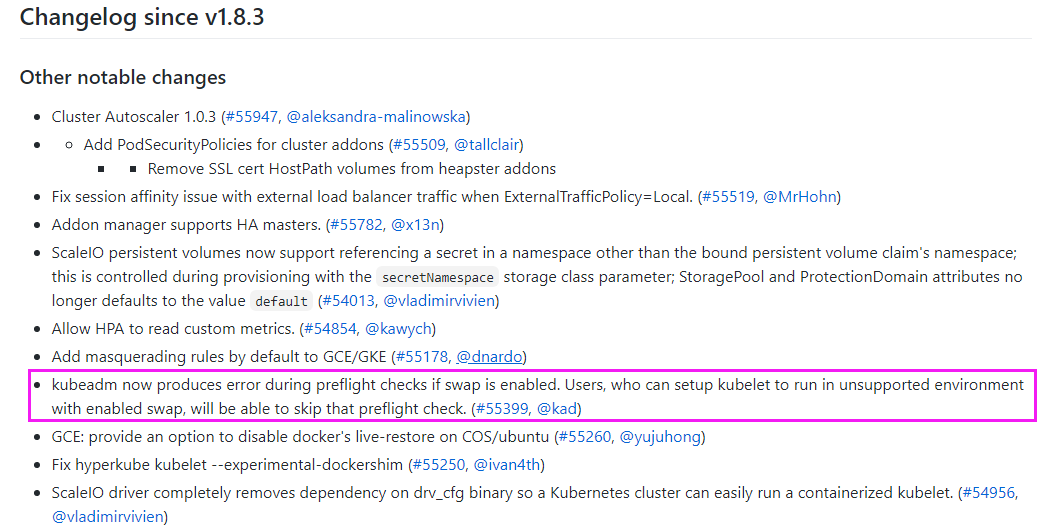 Changelog since v1.8.3
Other notable changes
Cluster Autoscaler 1.0.3 (#55947, @aleksandra-malinowska)
Add PodSecurityPolicies for cluster addons (#55509, @tallclair)
Remove SSL cert HostPath volumes from heapster addons
Fix session affinity issue with external load balancer traffic when ExternalTrafficPolicy=Local. (#55519, @MrHohn)
Addon manager supports HA masters. (#55782, @x13n)
ScaleIO persistent volumes now support referencing a secret in a namespace other than the bound persistent volume claim's namespace;
this is controlled during provisioning with the secretNamespace storage class parameter; StoragePool and ProtectionDomain attributes no
longer defaults to the value default (#54013, @vladimirvivien)
Allow HPA to read custom metrics. (#54854, @kawych)
Add masquerading rules by default to GCE/GKE (#55178, @dnardo)
kubeadm now produces error during preflight checks if swap is enabled. Users, who can setup kubelet to run in unsupported environment
with enabled swap, will be able to skip that preflight check. (#55399, @kad)
GCE: provide an option to disable docker's live-restore on COS/ubuntu (#55260, @yujuhong)
Fix hyperkube kubelet --experimental-dockershim (#55250, @ivan4th)
ScaleIO driver completely removes dependency on drv_cfg binary so a Kubernetes cluster can easily run a containerized kubelet. (#54956,
@vladimirvivien)